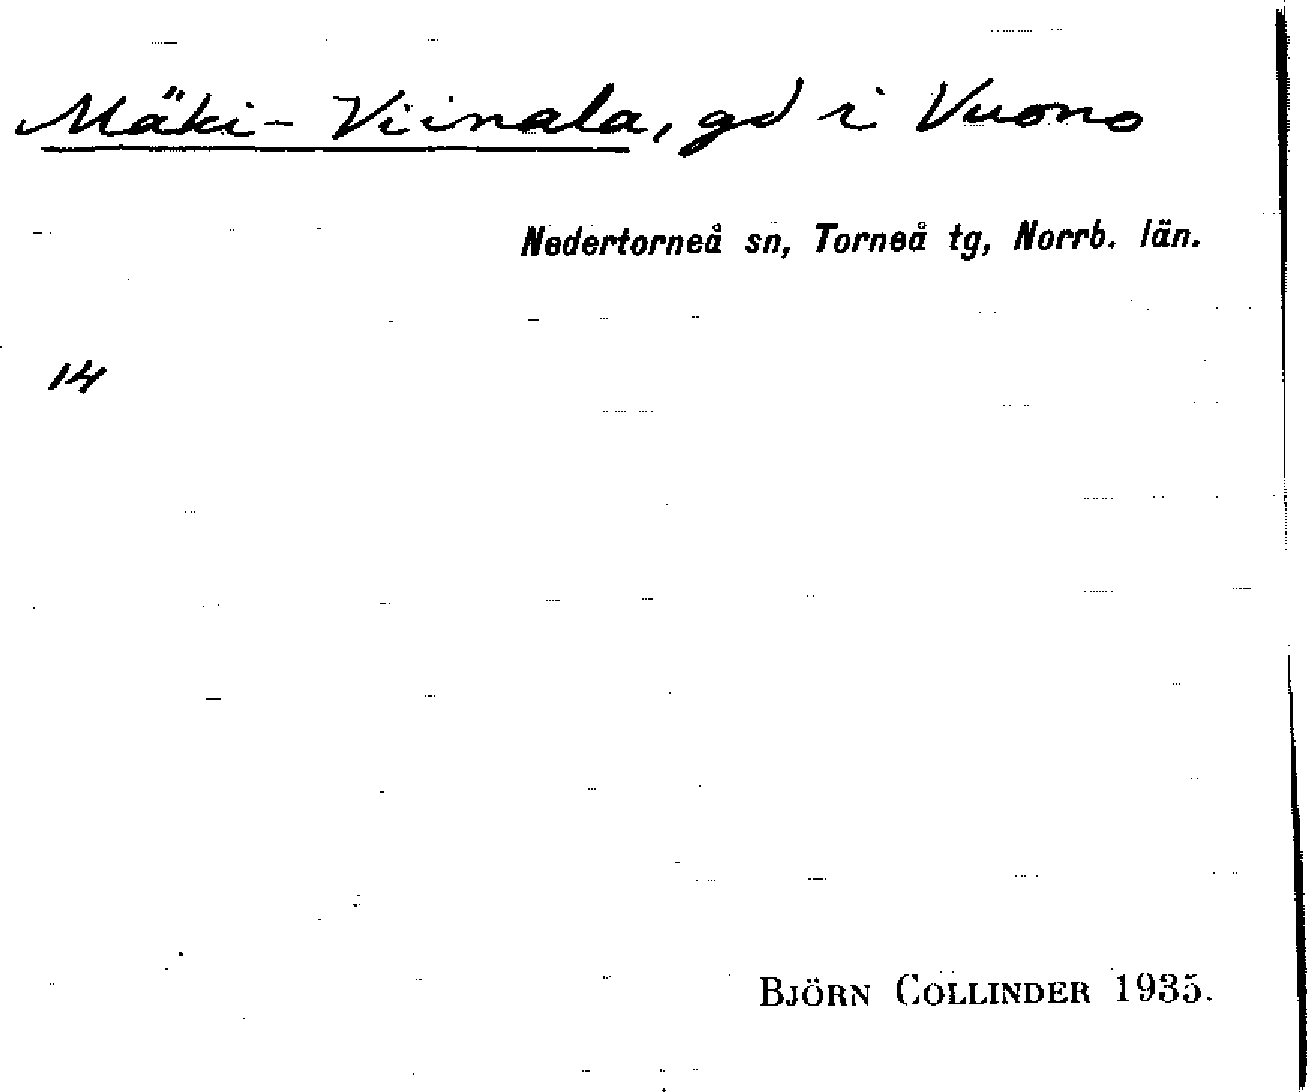 Mäki-Viinala, gd i Vuono
Nedertorneå sn, Torneå tg, Norrb. län.
14
BJÖRN COLLINDER 1935.